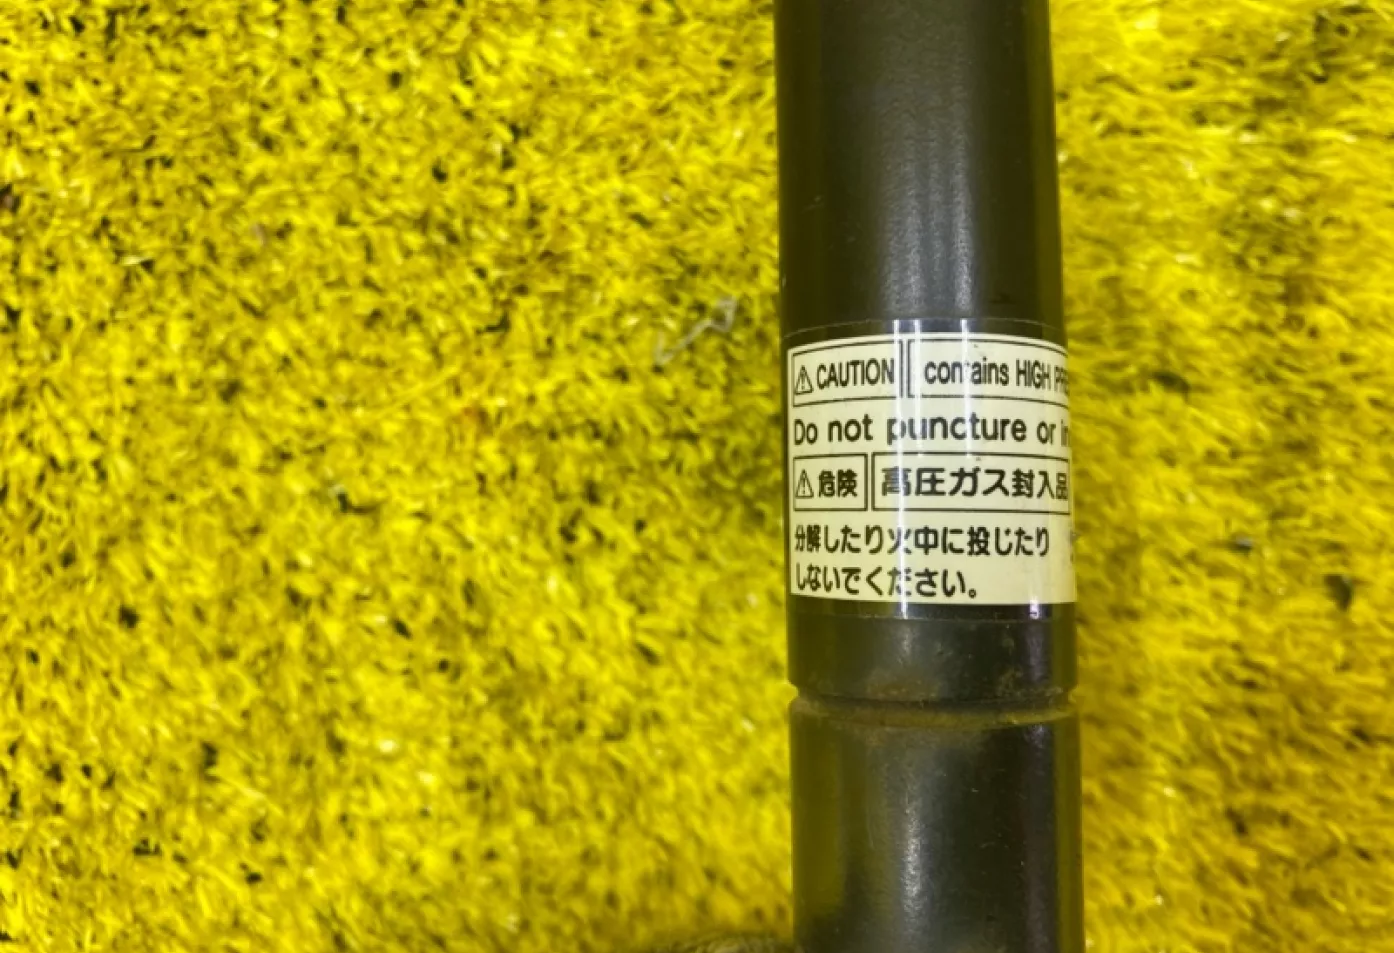 ⚠ CAUTION contains HIGH
Do not puncture or
⚠ 危険 高圧ガス封入品
分解したり火中に投じたり
しないでください。